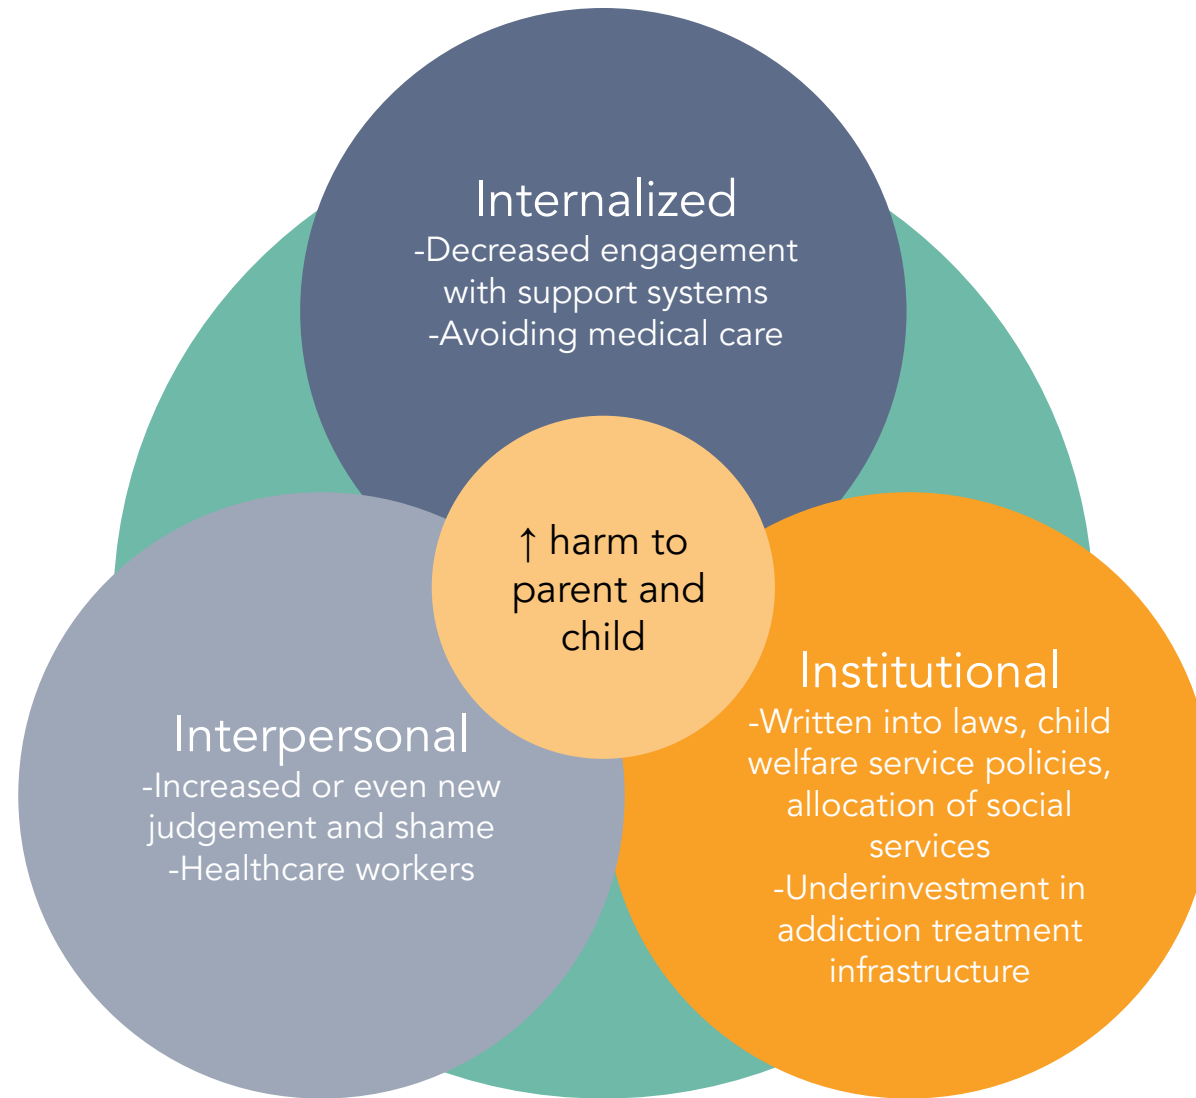 Internalized
-Decreased engagement
with support systems
-Avoiding medical care
↑ harm to
parent and
child
Interpersonal
-Increased or even new
judgement and shame
-Healthcare workers
Institutional
-Written into laws, child
welfare service policies,
allocation of social
services
-Underinvestment in
addiction treatment
infrastructure